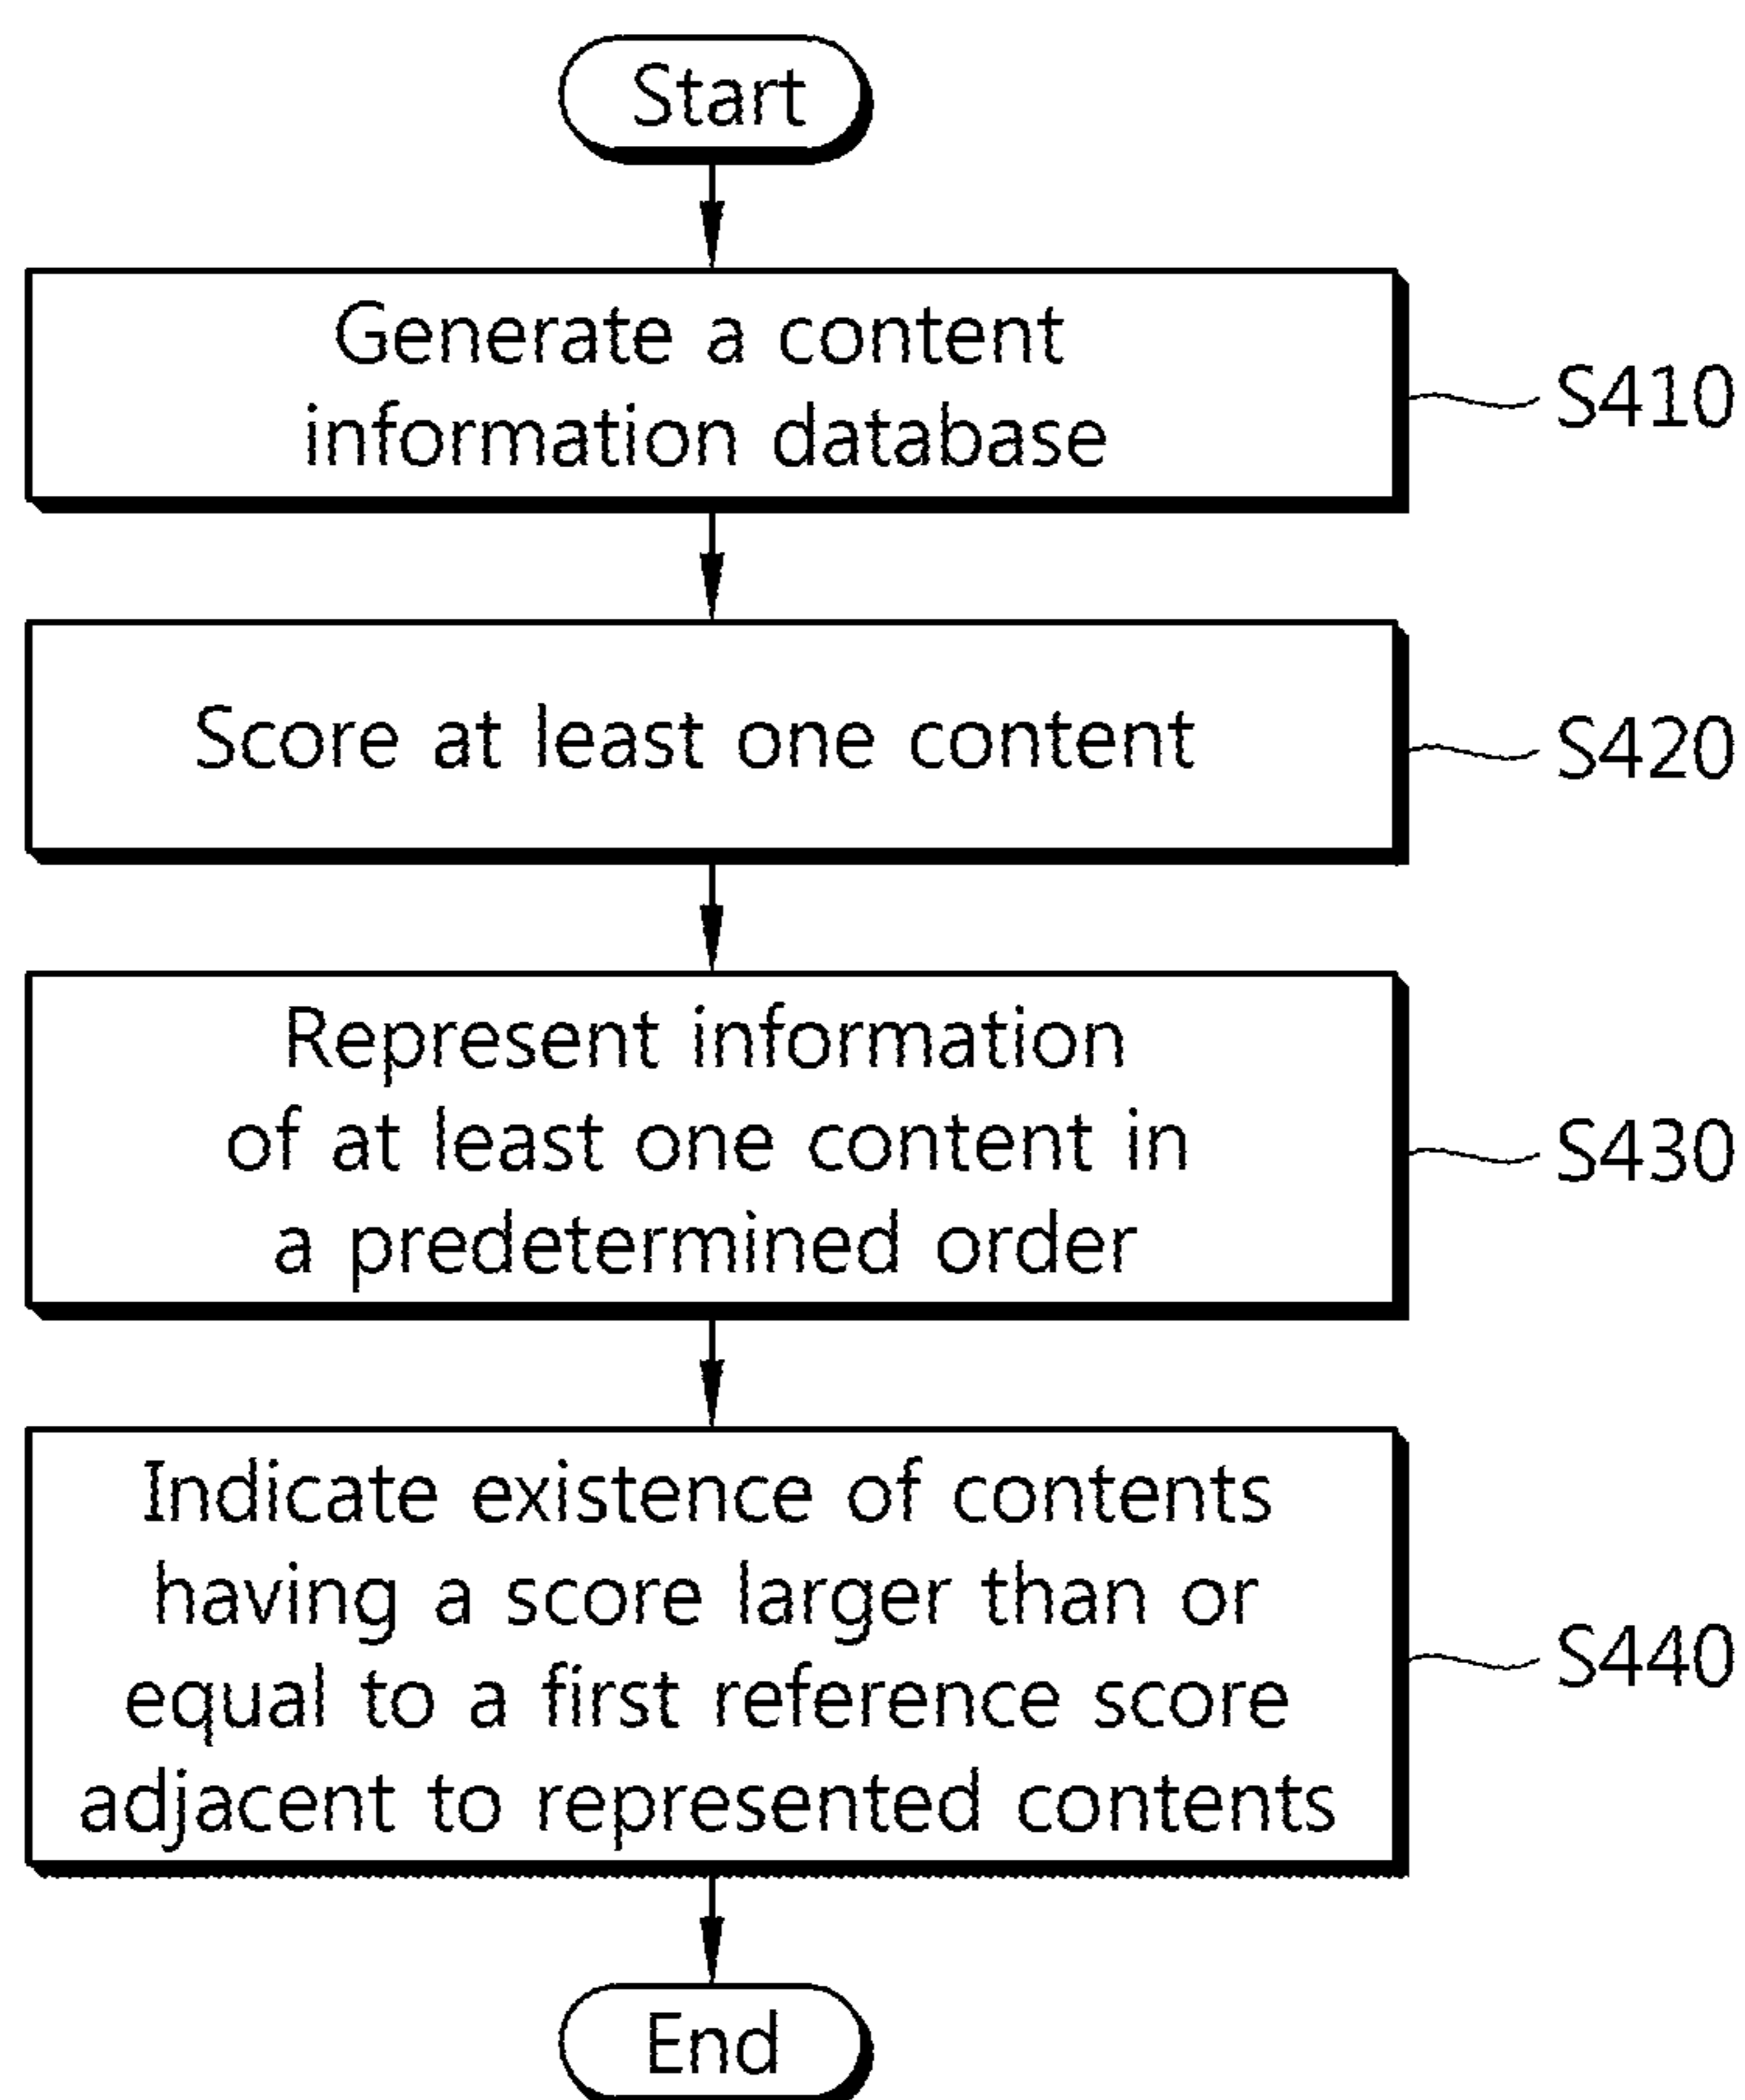 Start
Generate a content
information database
S410
Score at least one content
S420
Represent information
of at least one content in
a predetermined order
S430
Indicate existence of contents
having a score larger than or
equal to a first reference score
adjacent to represented contents
S440
End